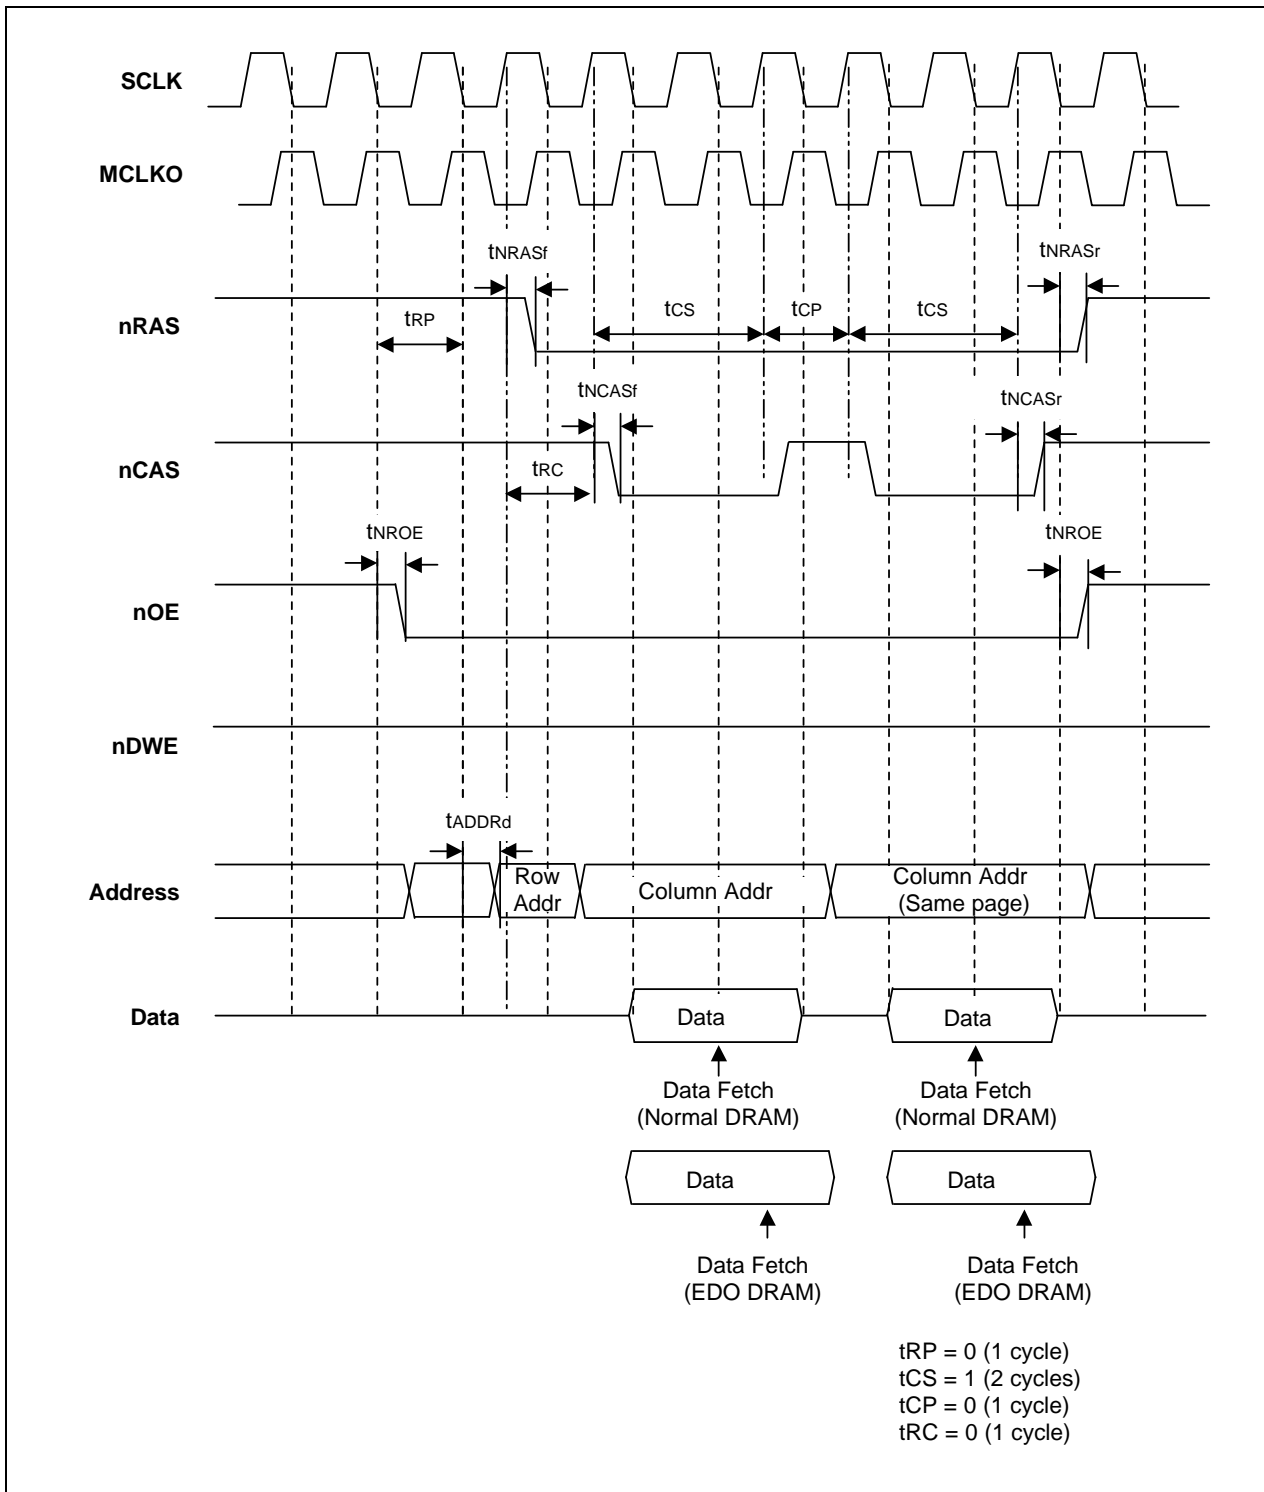 SCLK
MCLKO
tNRASf
tNRASr
nRAS
tRP
tCS
tCP
tCS
tNCASf
tNCASr
nCAS
tRC
tNROE
tNROE
nOE
nDWE
tADDRd
Address
Row
Addr
Column Addr
Column Addr
(Same page)
Data
Data
Data
Data Fetch
(Normal DRAM)
Data Fetch
(Normal DRAM)
Data
Data
Data Fetch
(EDO DRAM)
Data Fetch
(EDO DRAM)
tRP = 0 (1 cycle)
tCS = 1 (2 cycles)
tCP = 0 (1 cycle)
tRC = 0 (1 cycle)